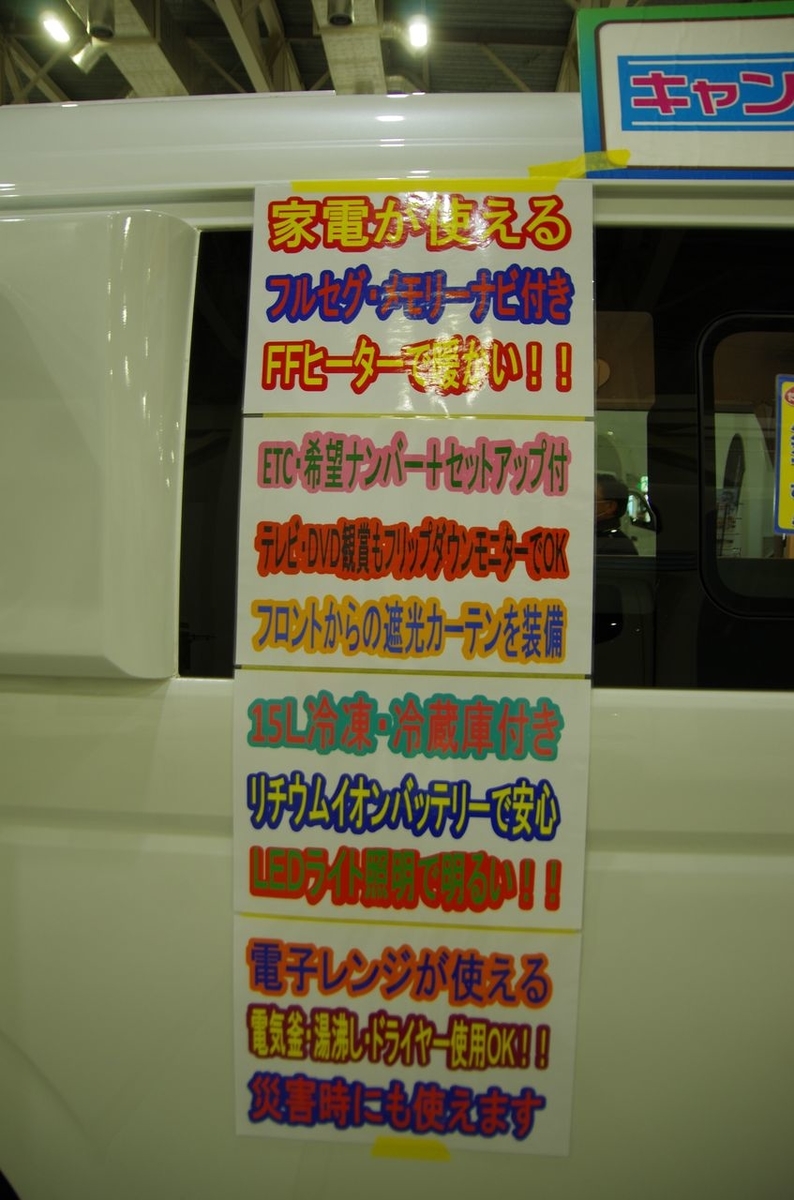 キャン
家電が使える
フルセグ・メモリーナビ付き
FFヒーターで暖かい！！
ETC・希望ナンバー＋セットアップ付
テレビ・DVD観賞もフリップダウンモニターでOK
フロントからの遮光カーテンを装備
15L冷凍・冷蔵庫付き
リチウムイオンバッテリーで安心
LEDライト照明で明るい！！
電子レンジが使える
電気釜・湯沸し・ドライヤー使用OK！！
災害時にも使えます